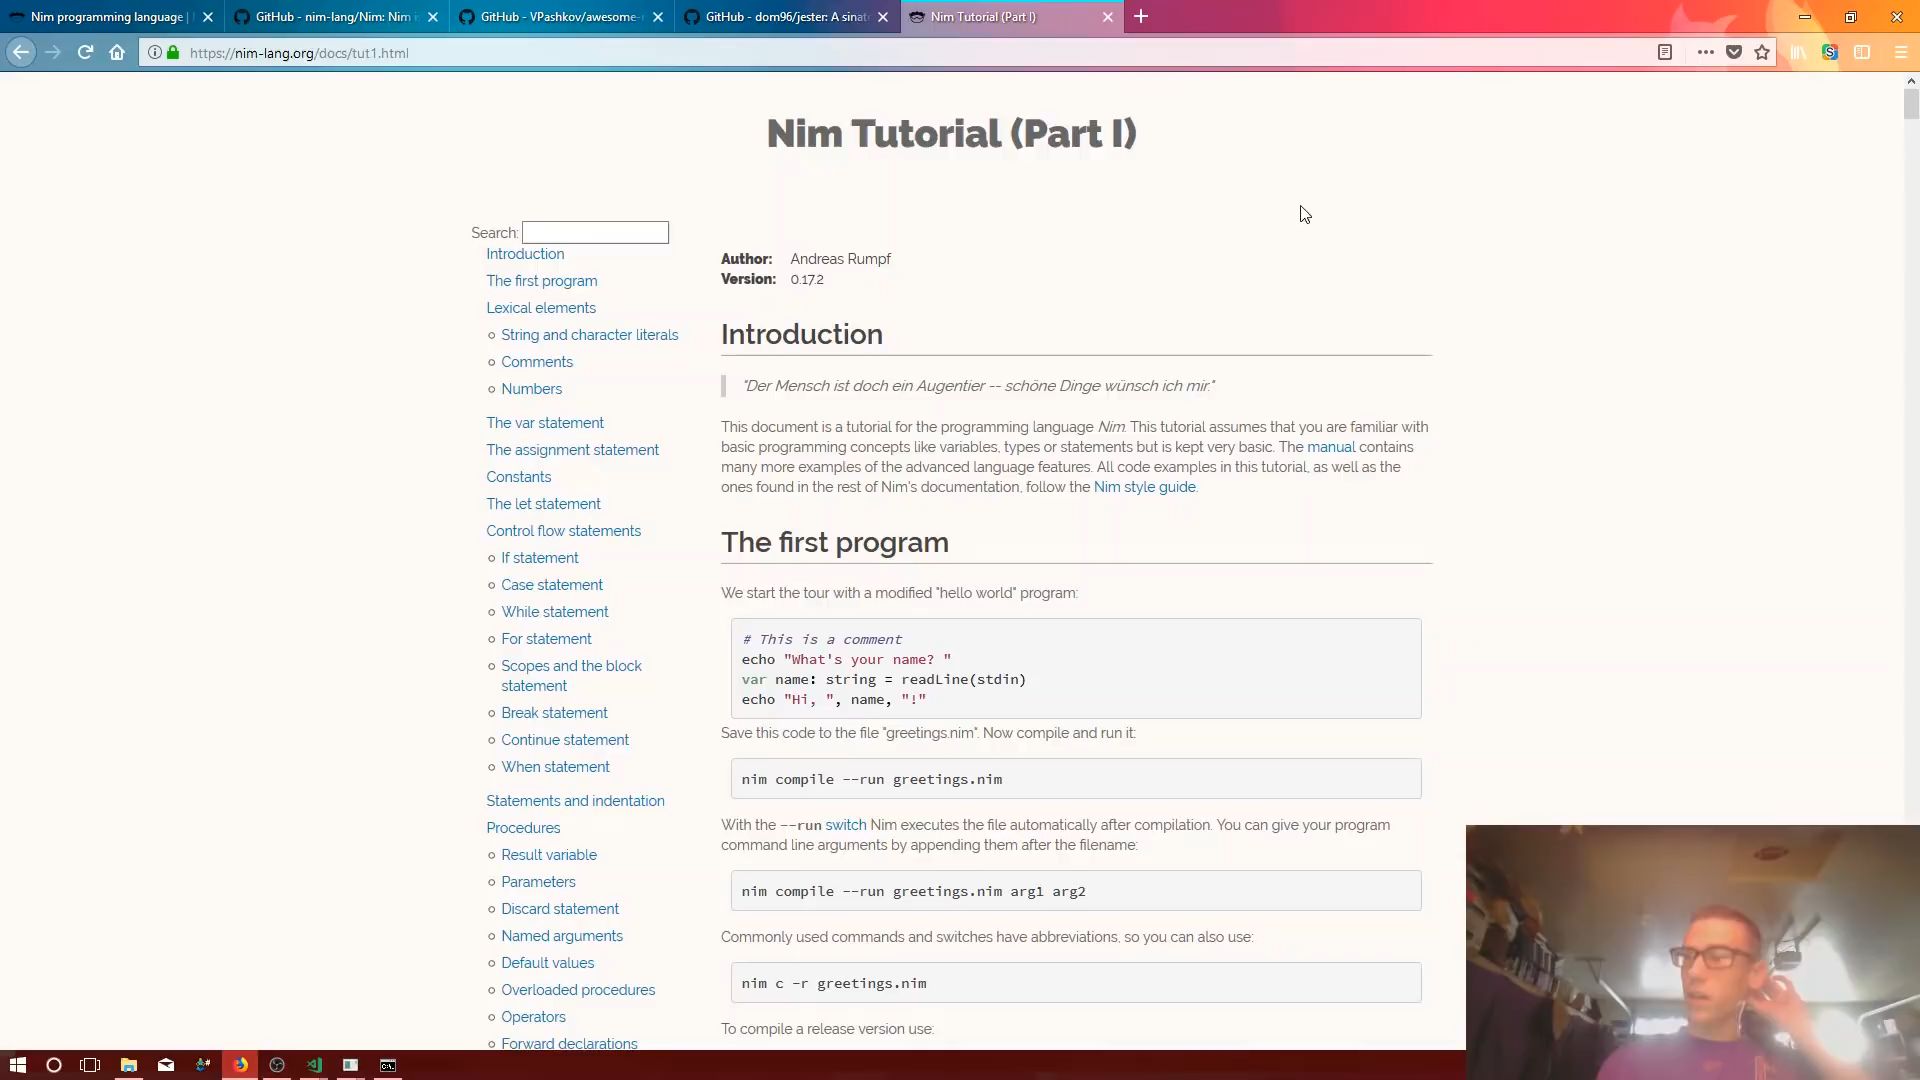 Nim programming language |
GitHub - nim-lang/Nim: Nim
GitHub - VPashkov/awesome-
GitHub - dom96/jester: A sinat
Nim Tutorial (Part I)
https://nim-lang.org/docs/tut1.html
Nim Tutorial (Part I)
Search:
Introduction
The first program
Lexical elements
String and character literals
Comments
Numbers
The var statement
The assignment statement
Constants
The let statement
Control flow statements
If statement
Case statement
While statement
For statement
Scopes and the block
statement
Break statement
Continue statement
When statement
Statements and indentation
Procedures
Result variable
Parameters
Discard statement
Named arguments
Default values
Overloaded procedures
Operators
Forward declarations
Author: Andreas Rumpf
Version: 0.17.2
Introduction
"Der Mensch ist doch ein Augentier -- schöne Dinge wünsch ich mir."
This document is a tutorial for the programming language Nim. This tutorial assumes that you are familiar with
basic programming concepts like variables, types or statements but is kept very basic. The manual contains
many more examples of the advanced language features. All code examples in this tutorial, as well as the
ones found in the rest of Nim's documentation, follow the Nim style guide.
The first program
We start the tour with a modified "hello world" program:
# This is a comment
echo "What's your name? "
var name: string = readLine(stdin)
echo "Hi, ", name, "!"
Save this code to the file "greetings.nim". Now compile and run it:
nim compile --run greetings.nim
With the --run switch Nim executes the file automatically after compilation. You can give your program
command line arguments by appending them after the filename:
nim compile --run greetings.nim arg1 arg2
Commonly used commands and switches have abbreviations, so you can also use:
nim c -r greetings.nim
To compile a release version use: